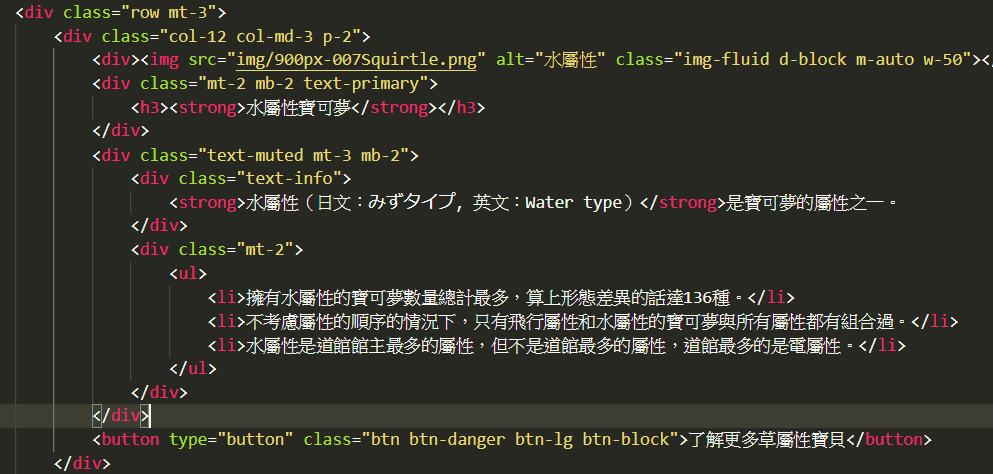 <div class="row mt-3">
<div class="col-12 col-md-3 p-2">
<div><img src="img/900px-007Squirtle.png" alt="水屬性" class="img-fluid d-block m-auto w-50"></
<div class="mt-2 mb-2 text-primary">
<h3><strong>水屬性寶可夢</strong></h3>
</div>
<div class="text-muted mt-3 mb-2">
<div class="text-info">
<strong>水屬性（日文：みずタイプ, 英文：Water type）</strong>是寶可夢的屬性之一。
</div>
<div class="mt-2">
<ul>
<li>擁有水屬性的寶可夢數量總計最多，算上形態差異的話達136種。</li>
<li>不考慮屬性的順序的情況下，只有飛行屬性和水屬性的寶可夢與所有屬性都有組合過。</li>
<li>水屬性是道館館主最多的屬性，但不是道館最多的屬性，道館最多的是電屬性。</li>
</ul>
</div>
</div>
<button type="button" class="btn btn-danger btn-lg btn-block">了解更多草屬性寶貝</button>
</div>